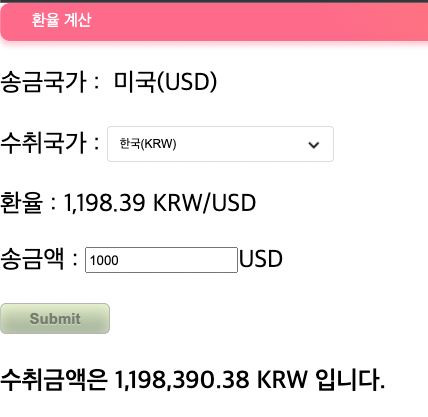 환율 계산
송금국가 : 미국(USD)
수취국가 : 한국(KRW)
환율 : 1,198.39 KRW/USD
송금액 : 1000 USD
Submit
수취금액은 1,198,390.38 KRW 입니다.